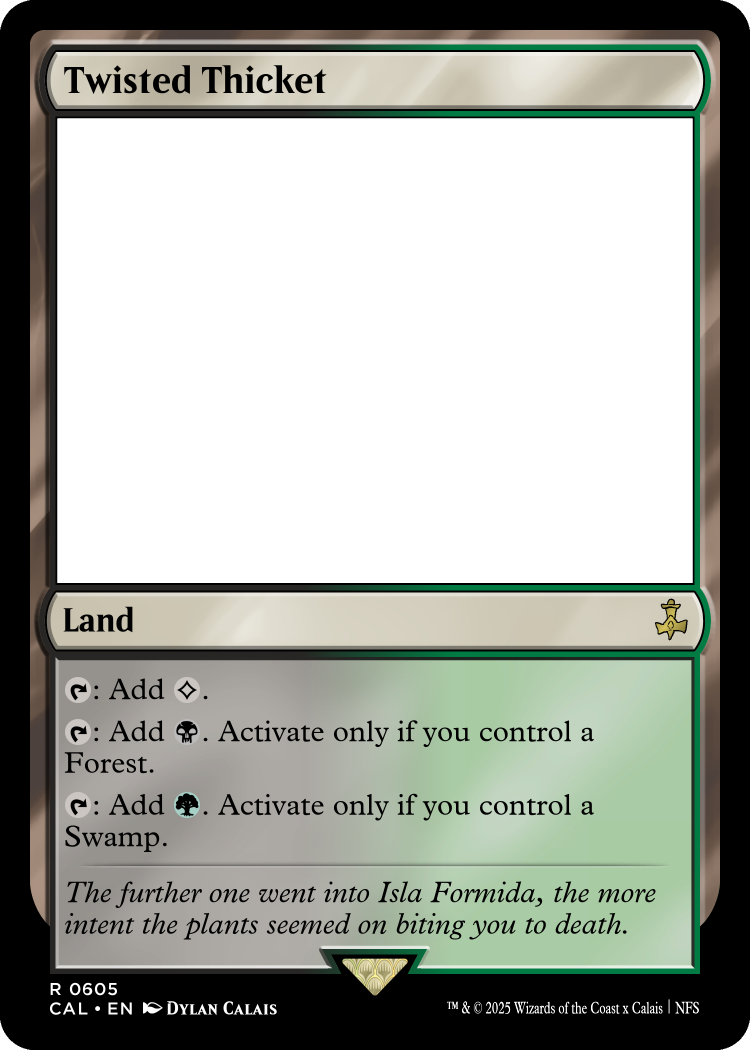 Twisted Thicket
Land
: Add .
: Add . Activate only if you control a
Forest.
: Add . Activate only if you control a
Swamp.
The further one went into Isla Formida, the more
intent the plants seemed on biting you to death.
R 0605
CAL • EN Dylan Calais
™ & © 2025 Wizards of the Coast x Calais | NFS